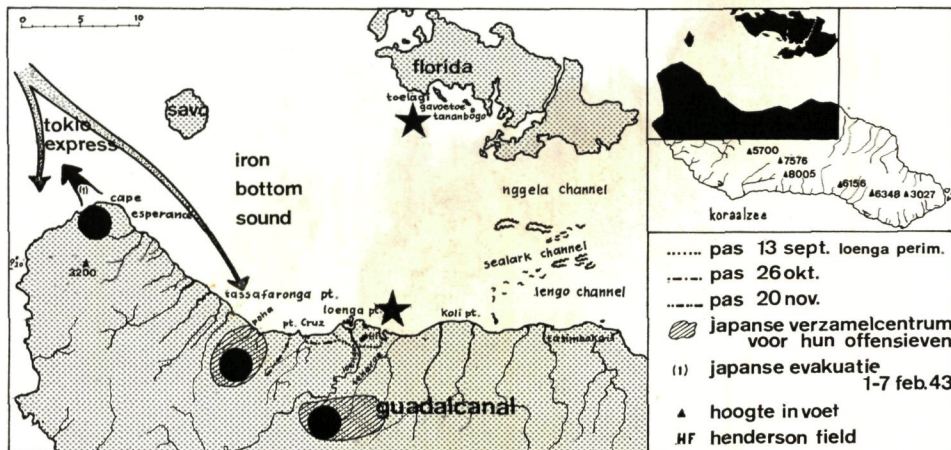 0 5 10
florida
toelagi
gavoetoe
tananbogo
savo
tokio
express
iron
bottom
sound
(1)
cape
esperance
3200
nggela channel
sealark channel
lengo channel
tassafaronga pt.
loenga pt.
koli pt.
pt. Cruz
poha
HF
guadalcanal
5700
7576
8005
6156
6348
3027
koraalzee
pas 13 sept. loenga perim.
pas 26 okt.
pas 20 nov.
japanse verzamelcentrum
voor hun offensieven
(1) japanse evakuatie
1-7 feb.43
hoogte in voet
HF henderson field